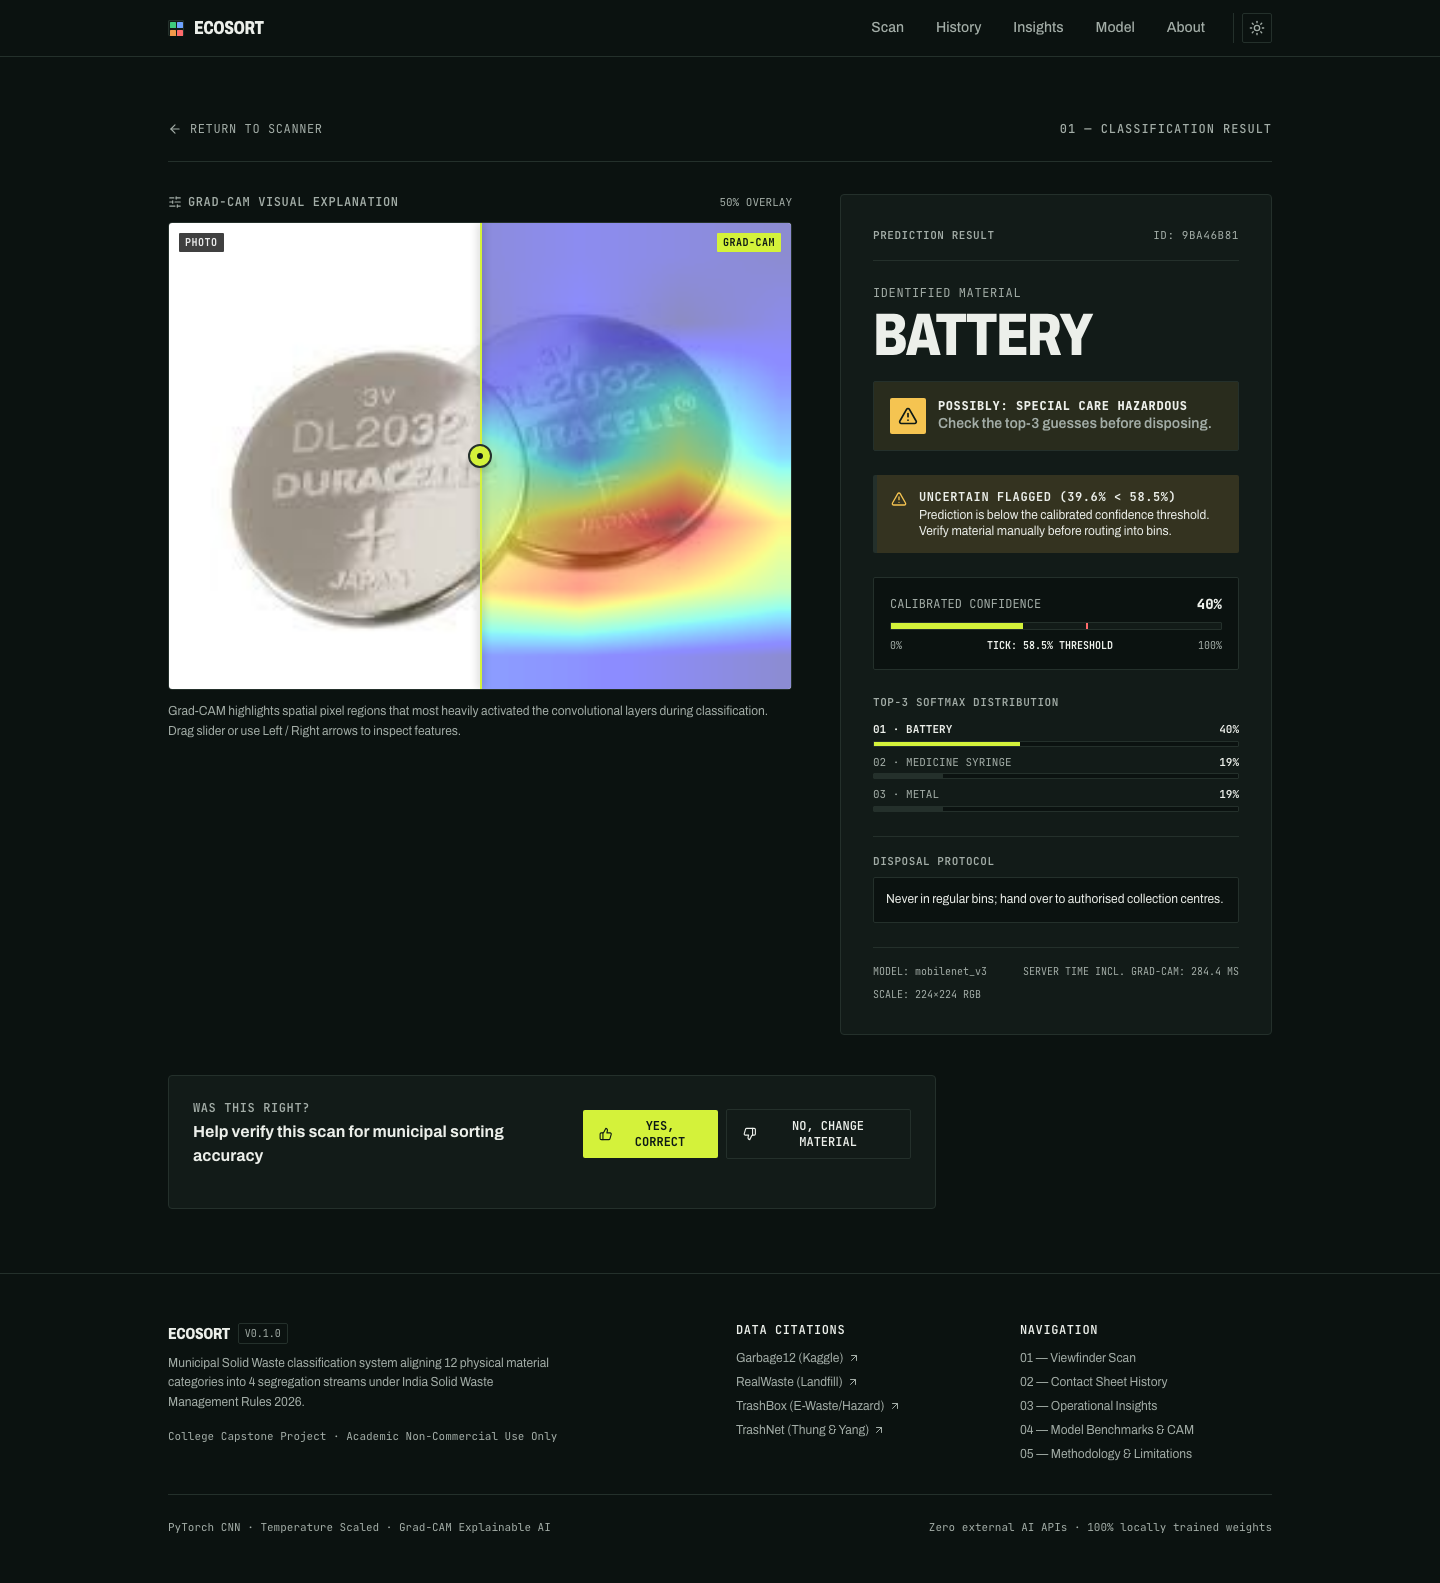 ECOSORT
Scan
History
Insights
Model
About
RETURN TO SCANNER
01 — CLASSIFICATION RESULT
GRAD-CAM VISUAL EXPLANATION
50% OVERLAY
PHOTO
GRAD-CAM
3V
DL2032
DURACELL
+
JAPAN
3V
DL2032
®
+
JAPAN
Grad-CAM highlights spatial pixel regions that most heavily activated the convolutional layers during classification.
Drag slider or use Left / Right arrows to inspect features.
PREDICTION RESULT
ID: 9BA46B81
IDENTIFIED MATERIAL
BATTERY
POSSIBLY: SPECIAL CARE HAZARDOUS
Check the top-3 guesses before disposing.
UNCERTAIN FLAGGED (39.6% < 58.5%)
Prediction is below the calibrated confidence threshold.
Verify material manually before routing into bins.
CALIBRATED CONFIDENCE
40%
0%
TICK: 58.5% THRESHOLD
100%
TOP-3 SOFTMAX DISTRIBUTION
01 · BATTERY
40%
02 · MEDICINE SYRINGE
19%
03 · METAL
19%
DISPOSAL PROTOCOL
Never in regular bins; hand over to authorised collection centres.
MODEL: mobilenet_v3
SERVER TIME INCL. GRAD-CAM: 284.4 MS
SCALE: 224×224 RGB
WAS THIS RIGHT?
Help verify this scan for municipal sorting
accuracy
YES,
CORRECT
NO, CHANGE
MATERIAL
ECOSORT
V0.1.0
Municipal Solid Waste classification system aligning 12 physical material
categories into 4 segregation streams under India Solid Waste
Management Rules 2026.
College Capstone Project · Academic Non-Commercial Use Only
DATA CITATIONS
Garbage12 (Kaggle)
RealWaste (Landfill)
TrashBox (E-Waste/Hazard)
TrashNet (Thung & Yang)
NAVIGATION
01 — Viewfinder Scan
02 — Contact Sheet History
03 — Operational Insights
04 — Model Benchmarks & CAM
05 — Methodology & Limitations
PyTorch CNN · Temperature Scaled · Grad-CAM Explainable AI
Zero external AI APIs · 100% locally trained weights